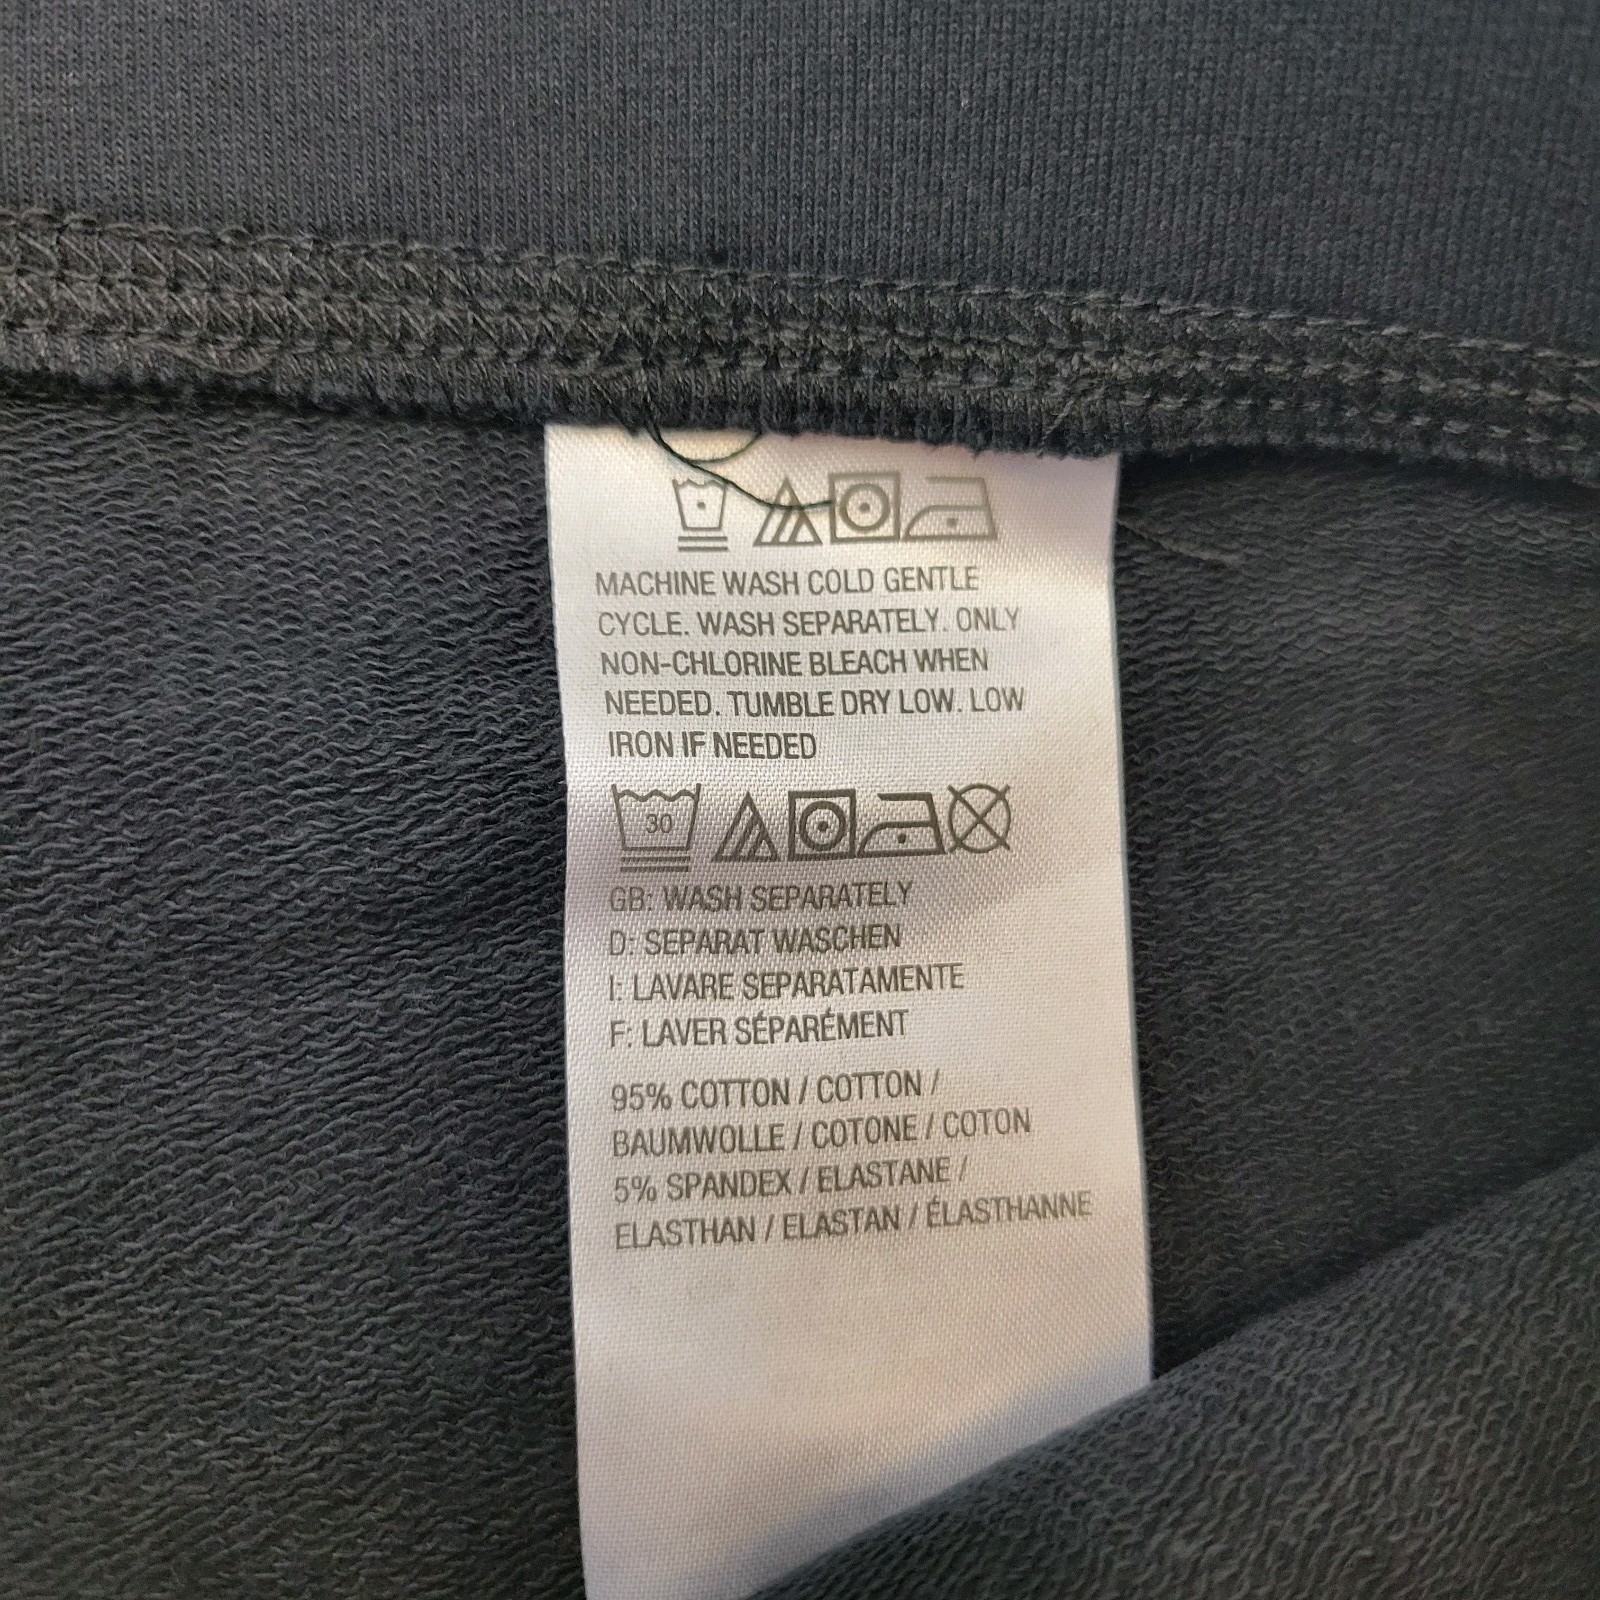 MACHINE WASH COLD GENTLE
CYCLE. WASH SEPARATELY. ONLY
NON-CHLORINE BLEACH WHEN
NEEDED. TUMBLE DRY LOW. LOW
IRON IF NEEDED
30
GB: WASH SEPARATELY
D: SEPARAT WASCHEN
I: LAVARE SEPARATAMENTE
F: LAVER SÉPARÉMENT
95% COTTON / COTTON /
BAUMWOLLE / COTONE / COTON
5% SPANDEX / ELASTANE /
ELASTHAN / ELASTAN / ÉLASTHANNE